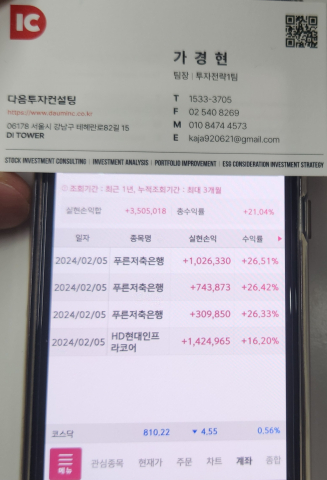 DIC
가 경 현
팀장 | 투자전략1팀
다음투자컨설팅
https://www.dauminc.co.kr
06178 서울시 강남구 테헤란로82길 15
DI TOWER
T 1533-3705
F 02 540 8269
M 010 8474 4573
E kaja920621@gmail.com
STOCK INVESTMENT CONSULTING | INVESTMENT ANALYSIS | PORTFOLIO IMPROVEMENT | ESG CONSIDERATION INVESTMENT STRATEGY
조회기간 : 최근 1년, 누적조회기간 : 최대 3개월
실현손익합 +3,505,018 총수익률 +21.04%
일자 종목명 실현손익 수익률
2024/02/05 푸른저축은행 +1,026,330 +26,51%
2024/02/05 푸른저축은행 +743,873 +26,42%
2024/02/05 푸른저축은행 +309,850 +26,33%
2024/02/05 HD현대인프라코어 +1,424,965 +16,20%
코스닥 810,22 ▼ 4,55 0,56%
메뉴 관심종목 현재가 주문 차트 계좌 종합